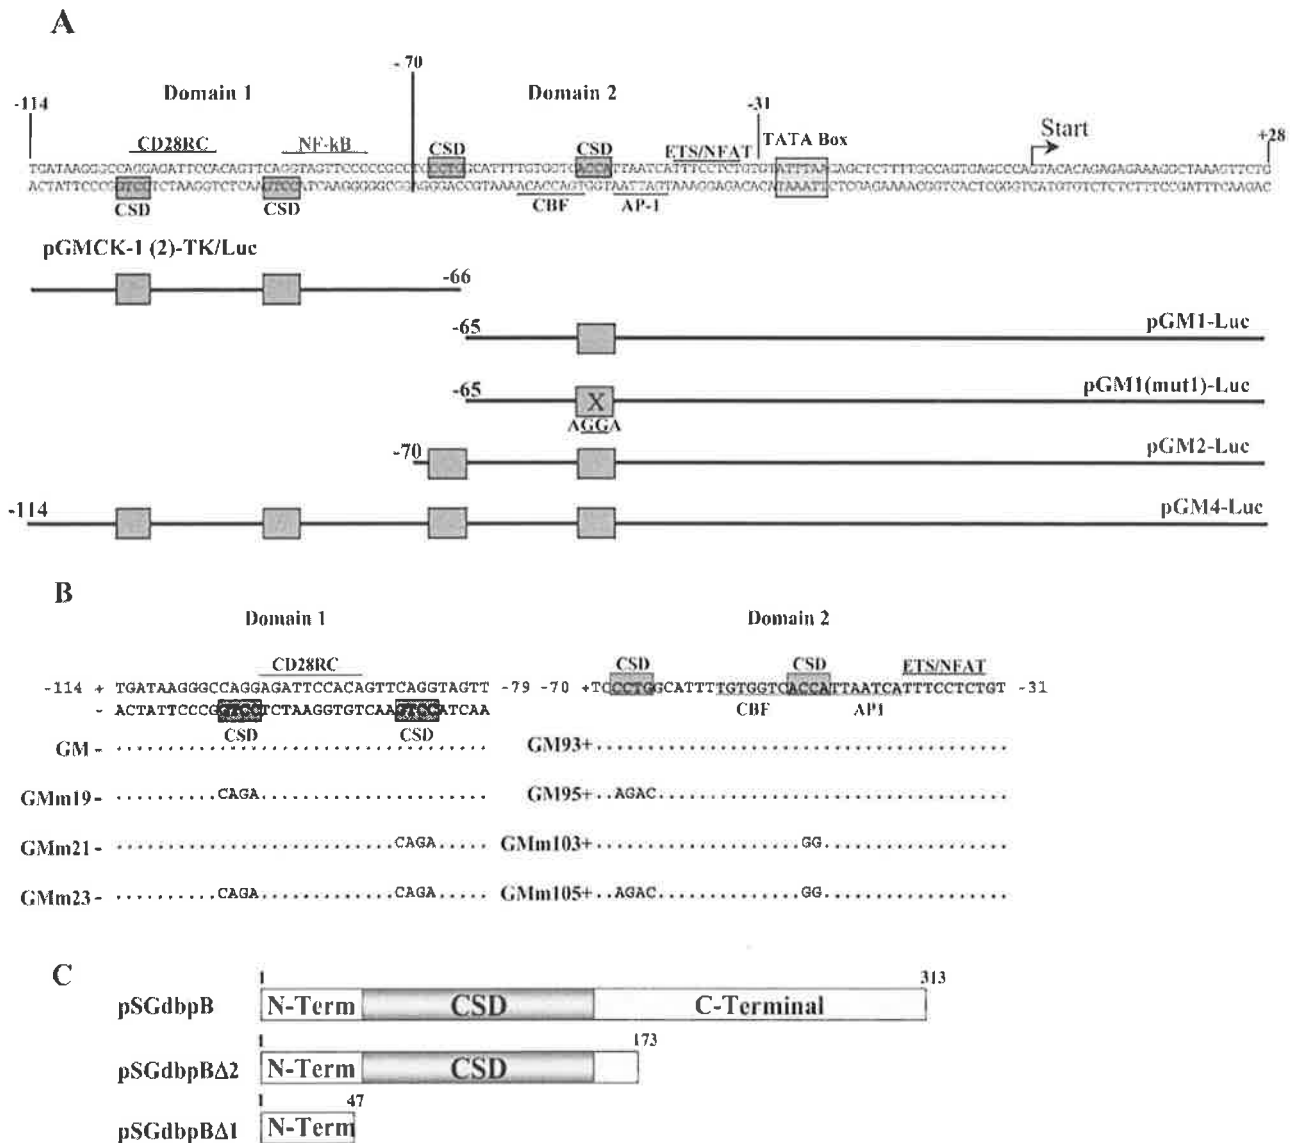 A
Domain 1
- 70
Domain 2
-114
-31
+28
CD28RC
NF-kB
CSD
CSD
ETS/NFAT
TATA Box
Start
CSD
CSD
CBF
AP-1
pGMCK-1 (2)-TK/Luc
-66
-65
pGM1-Luc
-65
X
pGM1(mut1)-Luc
AGGA
-70
pGM2-Luc
-114
pGM4-Luc
B
Domain 1
Domain 2
CD28RC
CSD
CSD
ETS/NFAT
-114 + TGATAAGGGCCAGGAGATTCCACAGTTCAGGTAGTT -79
-70 +TCCCTGGCATTTTGTGGTCACCATTAATCATTTCCTCTGT -31
- ACTATTCCCGGTCCTCTAAGGTGTCAAGTCCATCAA
CBF
AP1
CSD
CSD
GM -
GM93+
GMm19 - CAGA
GM95+ AGAC
GMm21 - CAGA
GMm103+ GG
GMm23 - CAGA CAGA
GMm105+ AGAC GG
C
1
313
pSGdbpB
N-Term
CSD
C-Terminal
1
173
pSGdbpBΔ2
N-Term
CSD
1
47
pSGdbpBΔ1
N-Term